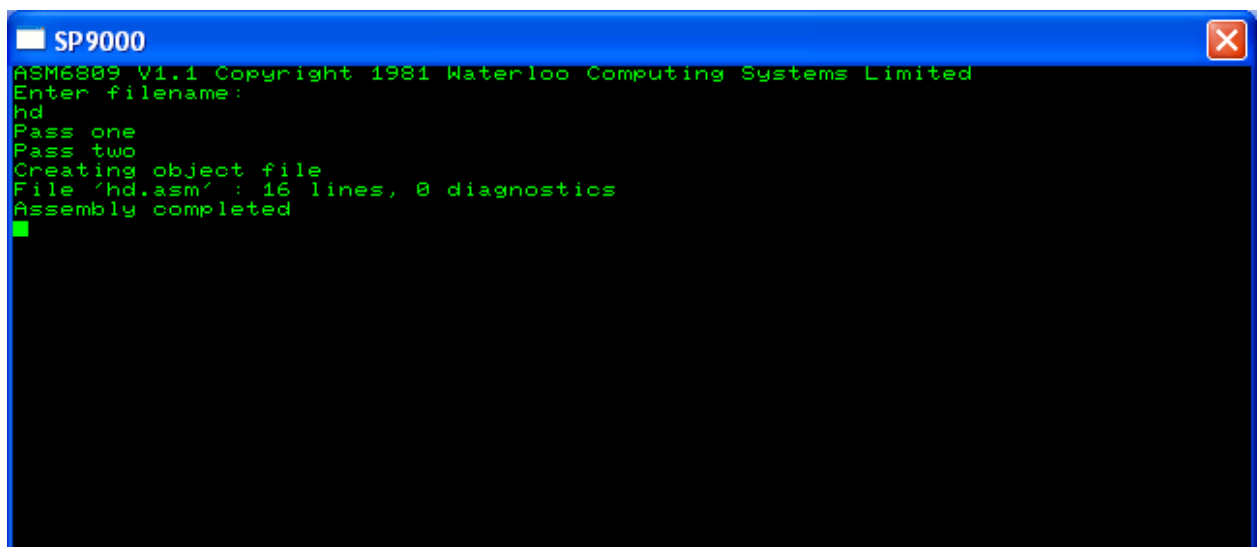 SP9000
ASM6809 V1.1 Copyright 1981 Waterloo Computing Systems Limited
Enter filename:
hd
Pass one
Pass two
Creating object file
File 'hd.asm' : 16 lines, 0 diagnostics
Assembly completed